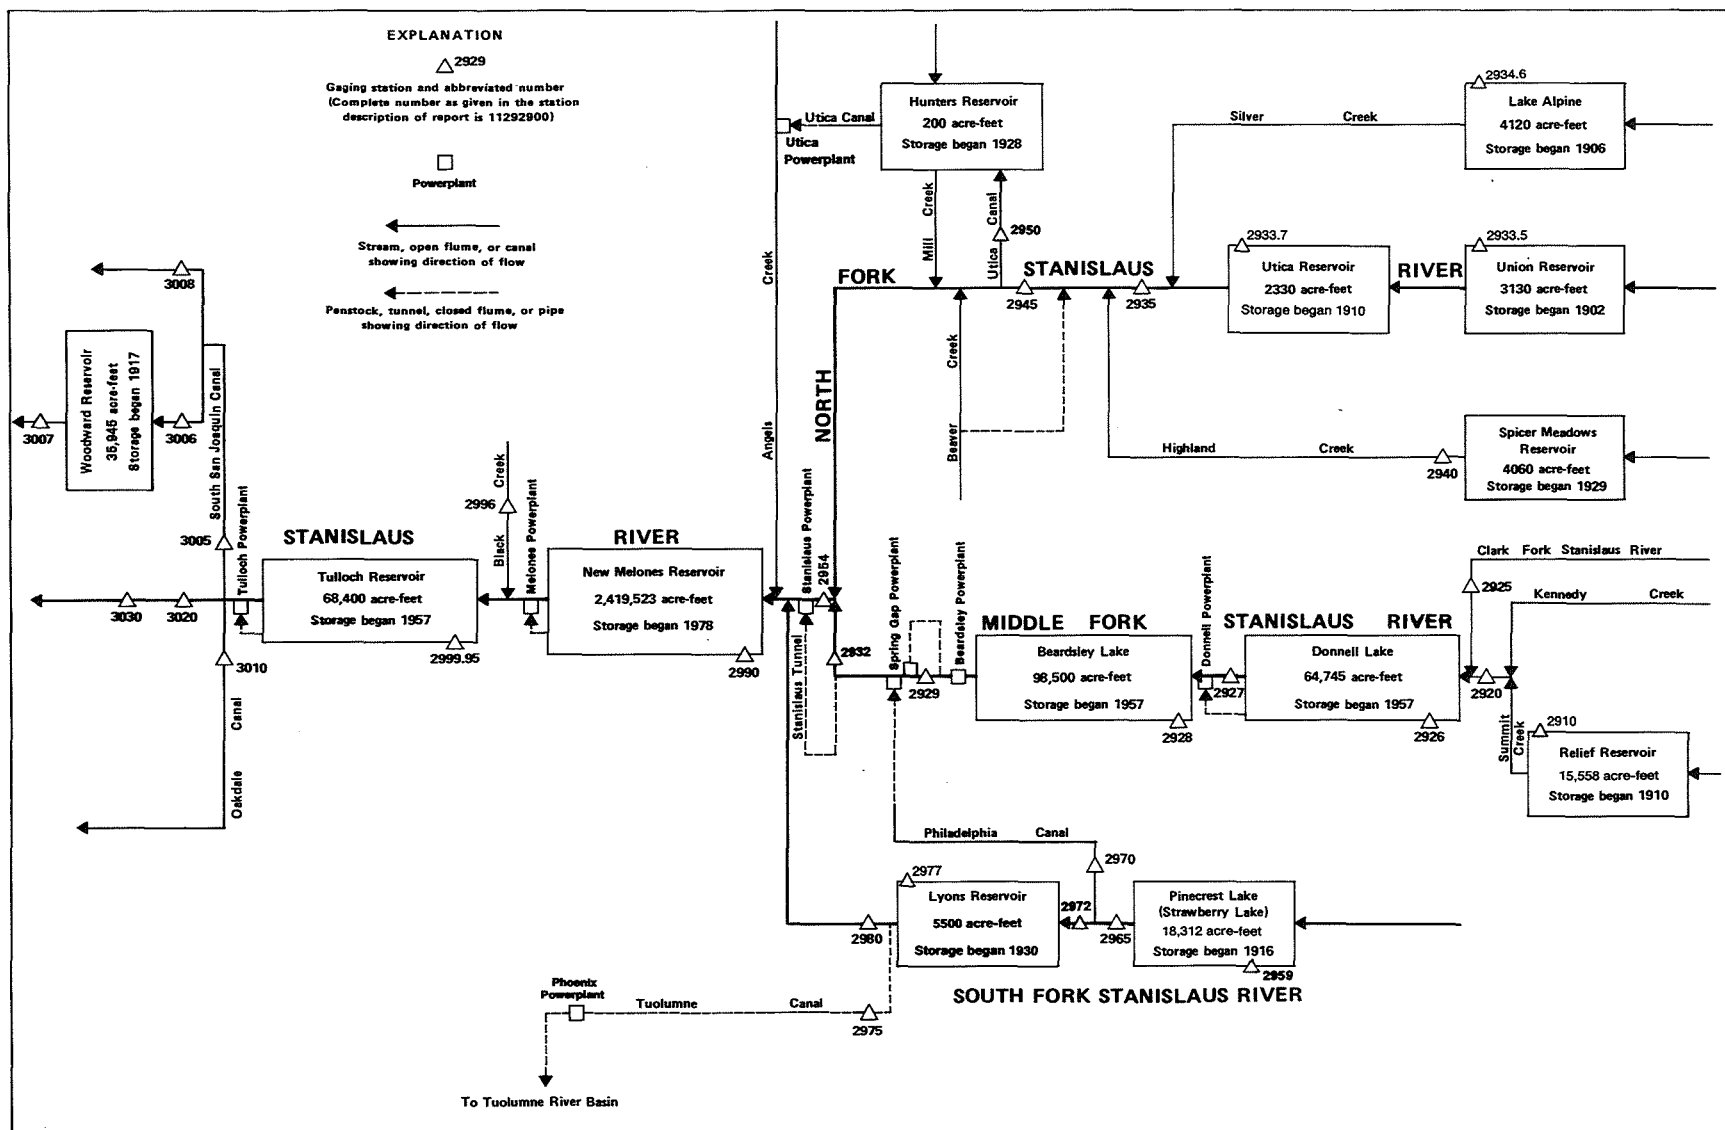 EXPLANATION
2929
Gaging station and abbreviated number
(Complete number as given in the station
description of report is 11292900)
Powerplant
Stream, open flume, or canal
showing direction of flow
Penstock, tunnel, closed flume, or pipe
showing direction of flow
Hunters Reservoir
200 acre-feet
Storage began 1928
Utica Canal
Utica
Powerplant
Mill Creek
Utica Canal
2950
Silver Creek
2934.6
Lake Alpine
4120 acre-feet
Storage began 1906
2933.7
Utica Reservoir
2330 acre-feet
Storage began 1910
2933.5
Union Reservoir
3130 acre-feet
Storage began 1902
NORTH FORK STANISLAUS RIVER
2945
2935
Beaver Creek
Highland Creek
2940
Spicer Meadows
Reservoir
4060 acre-feet
Storage began 1929
Angels Creek
3008
Woodward Reservoir
35,945 acre-feet
Storage began 1917
3007
3006
South San Joaquin Canal
3005
Tulloch Powerplant
STANISLAUS RIVER
3030
3020
3010
Oakdale Canal
Tulloch Reservoir
68,400 acre-feet
Storage began 1957
2999.95
2996
Black Creek
Melones Powerplant
New Melones Reservoir
2,419,523 acre-feet
Storage began 1978
2990
Stanislaus Powerplant
2954
Stanislaus Tunnel
2932
Spring Gap Powerplant
2929
Beardsley Powerplant
MIDDLE FORK STANISLAUS RIVER
Beardsley Lake
98,500 acre-feet
Storage began 1957
2928
Donnell Powerplant
2927
Donnell Lake
64,745 acre-feet
Storage began 1957
2926
Clark Fork Stanislaus River
2925
Kennedy Creek
2920
Summit
Creek
2910
Relief Reservoir
15,558 acre-feet
Storage began 1910
Philadelphia Canal
2970
2977
Lyons Reservoir
5500 acre-feet
Storage began 1930
2980
2972
2965
Pinecrest Lake
(Strawberry Lake)
18,312 acre-feet
Storage began 1916
2959
SOUTH FORK STANISLAUS RIVER
Phoenix
Powerplant
Tuolumne Canal
2975
To Tuolumne River Basin